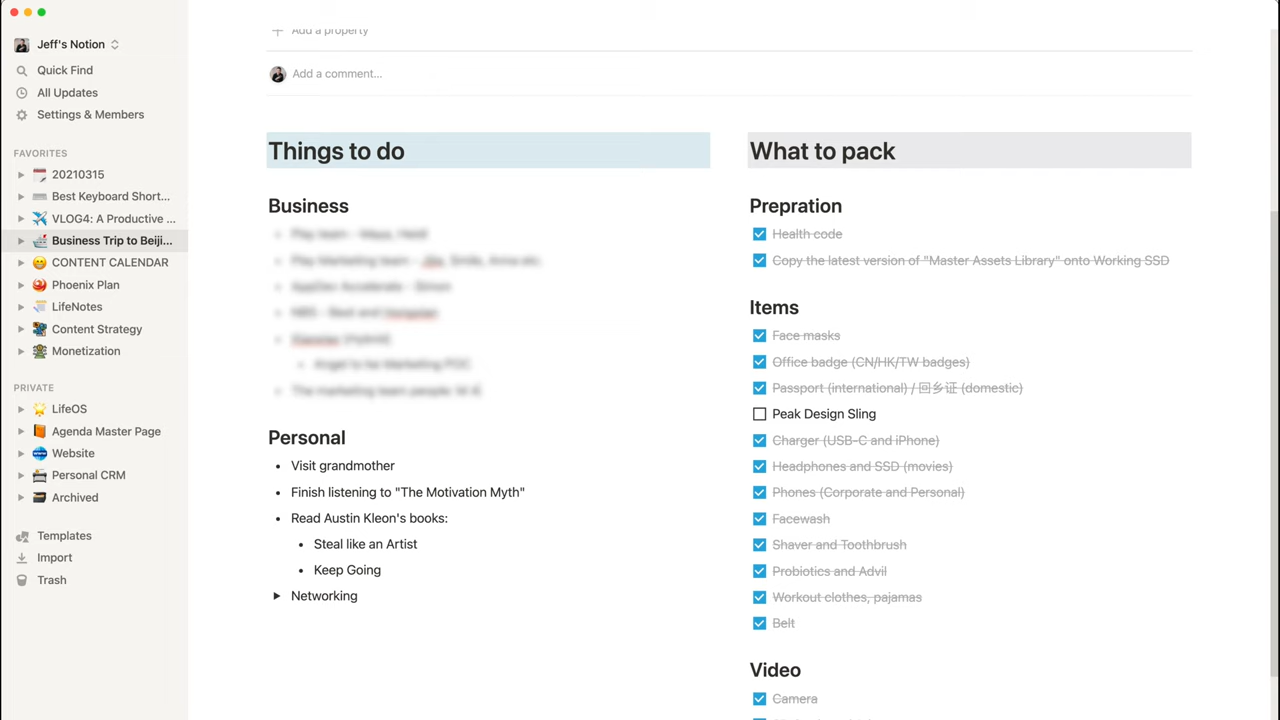 Jeff's Notion
Quick Find
All Updates
Settings & Members
FAVORITES
20210315
Best Keyboard Short...
VLOG4: A Productive ...
Business Trip to Beiji...
CONTENT CALENDAR
Phoenix Plan
LifeNotes
Content Strategy
Monetization
PRIVATE
LifeOS
Agenda Master Page
Website
Personal CRM
Archived
Templates
Import
Trash
Add a property
Add a comment...
Things to do
Business
Personal
Visit grandmother
Finish listening to "The Motivation Myth"
Read Austin Kleon's books:
Steal like an Artist
Keep Going
Networking
What to pack
Prepration
Health code
Copy the latest version of "Master Assets Library" onto Working SSD
Items
Face masks
Office badge (CN/HK/TW badges)
Passport (international) / 回乡证 (domestic)
Peak Design Sling
Charger (USB-C and iPhone)
Headphones and SSD (movies)
Phones (Corporate and Personal)
Facewash
Shaver and Toothbrush
Probiotics and Advil
Workout clothes, pajamas
Belt
Video
Camera